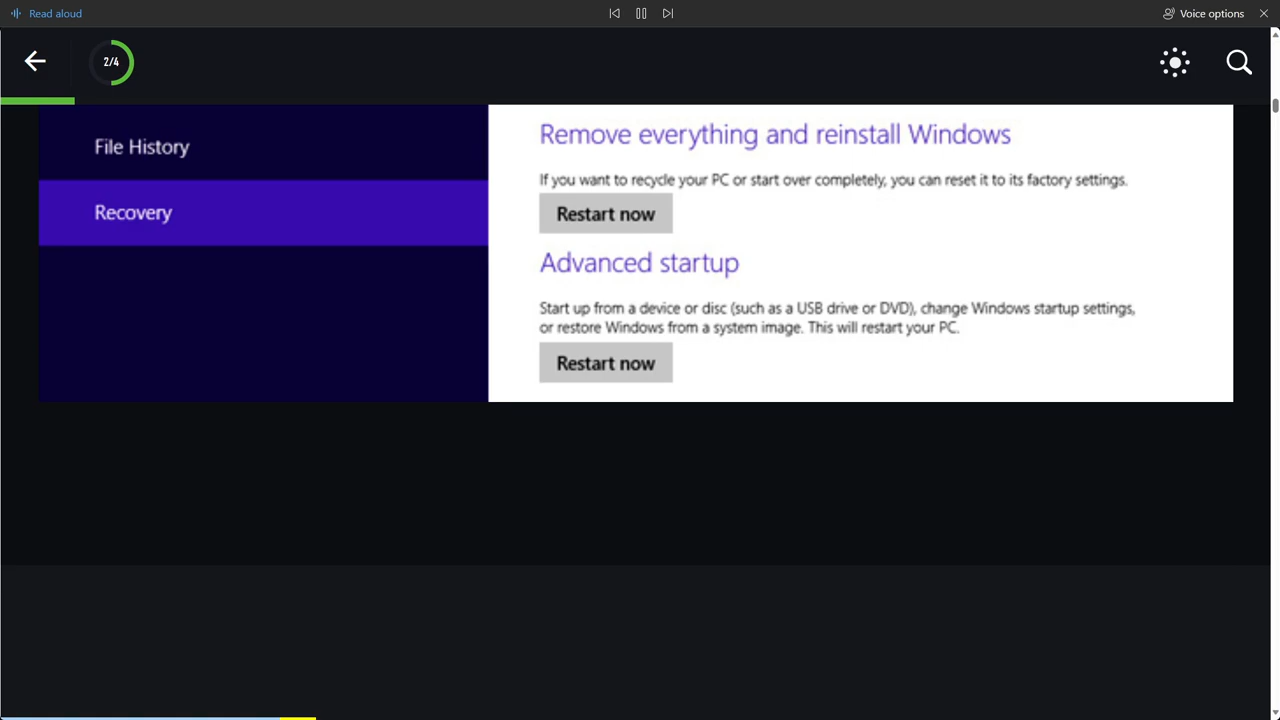 Read aloud
Voice options
2/4
File History
Recovery
Remove everything and reinstall Windows
If you want to recycle your PC or start over completely, you can reset it to its factory settings.
Restart now
Advanced startup
Start up from a device or disc (such as a USB drive or DVD), change Windows startup settings,
or restore Windows from a system image. This will restart your PC.
Restart now